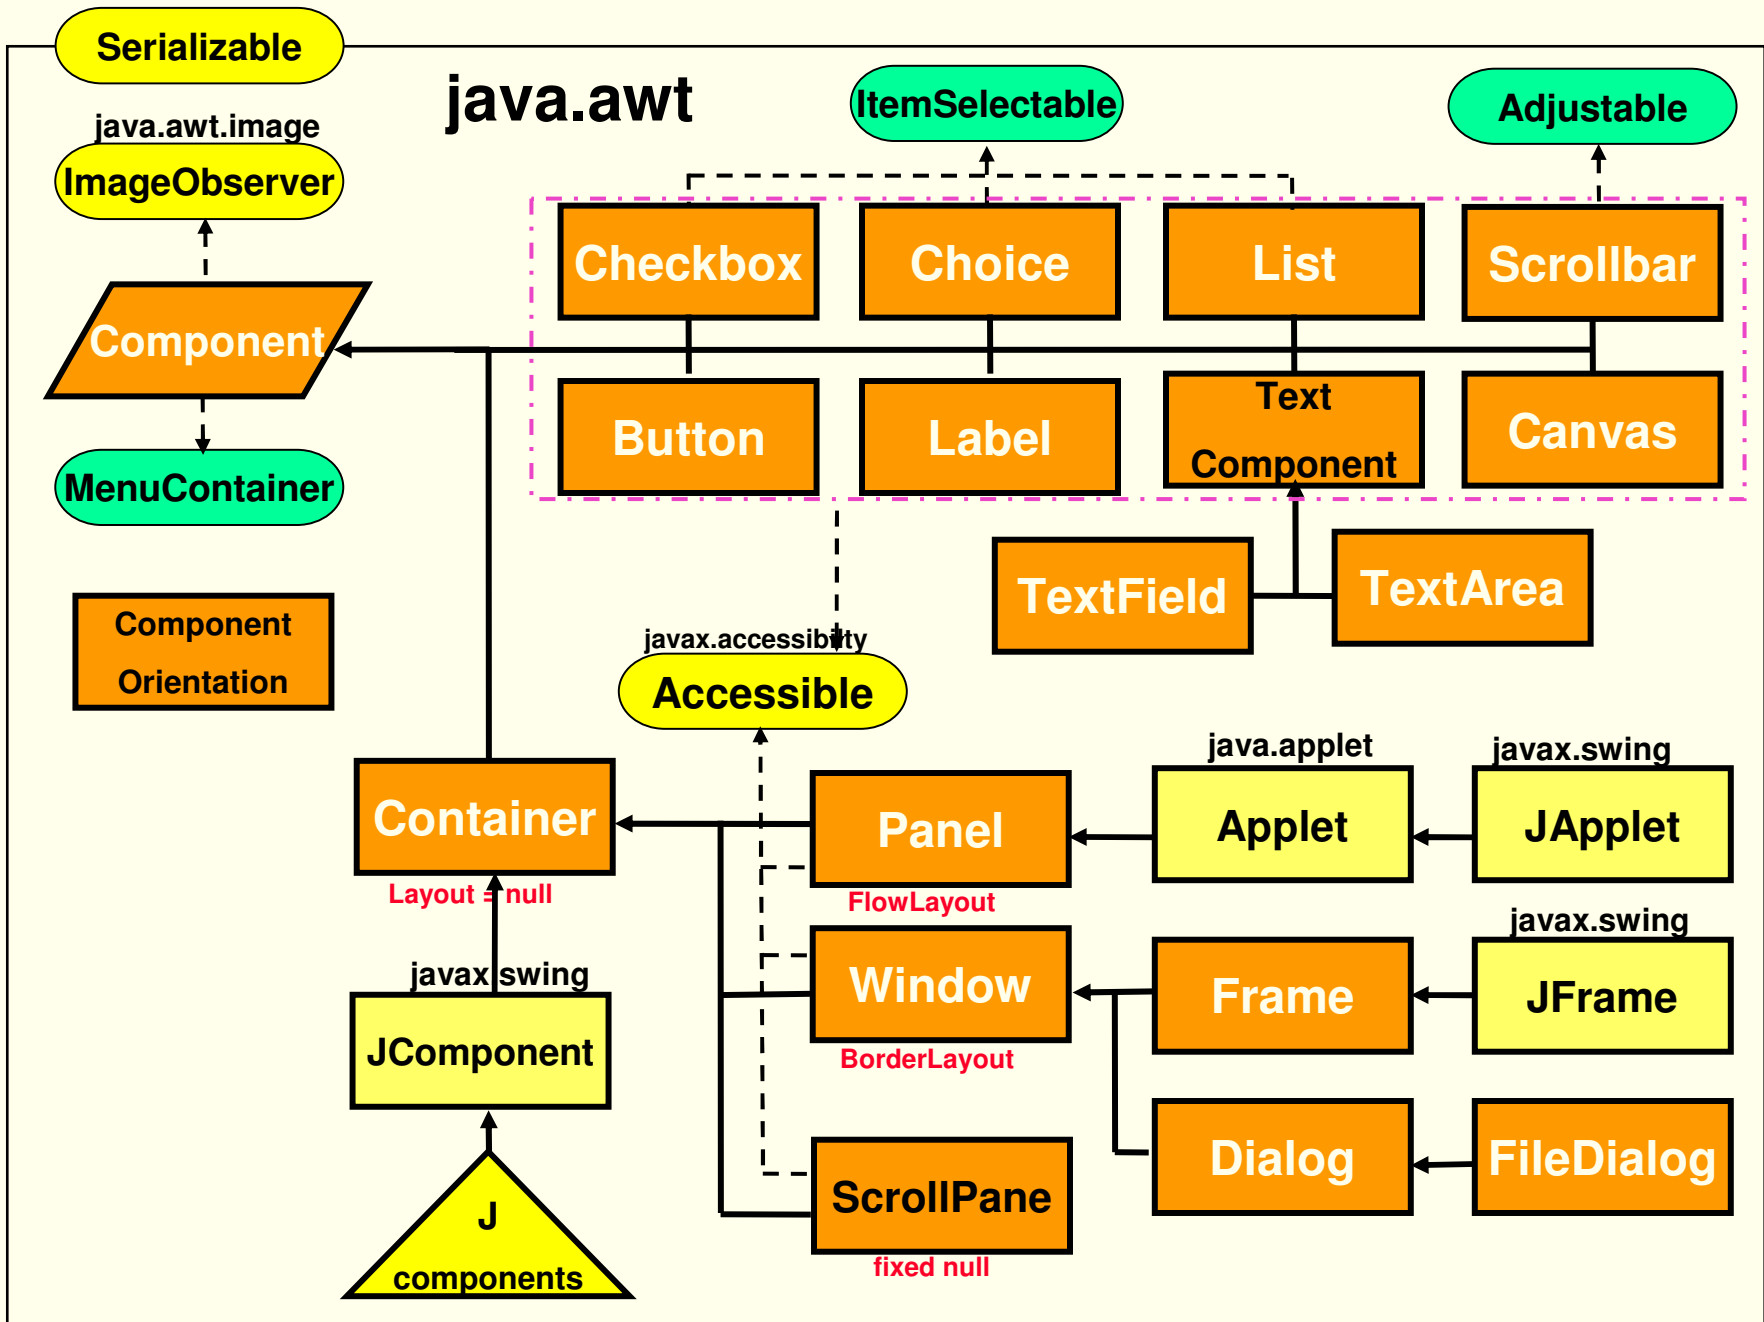 Serializable
java.awt
ItemSelectable
Adjustable
java.awt.image
ImageObserver
Checkbox
Choice
List
Scrollbar
Component
Button
Label
Text
Component
Canvas
MenuContainer
TextField
TextArea
Component
Orientation
javax.accessibilty
Accessible
java.applet
javax.swing
Container
Panel
Applet
JApplet
Layout = null
FlowLayout
javax.swing
javax.swing
Window
Frame
JFrame
JComponent
BorderLayout
Dialog
FileDialog
ScrollPane
J
components
fixed null